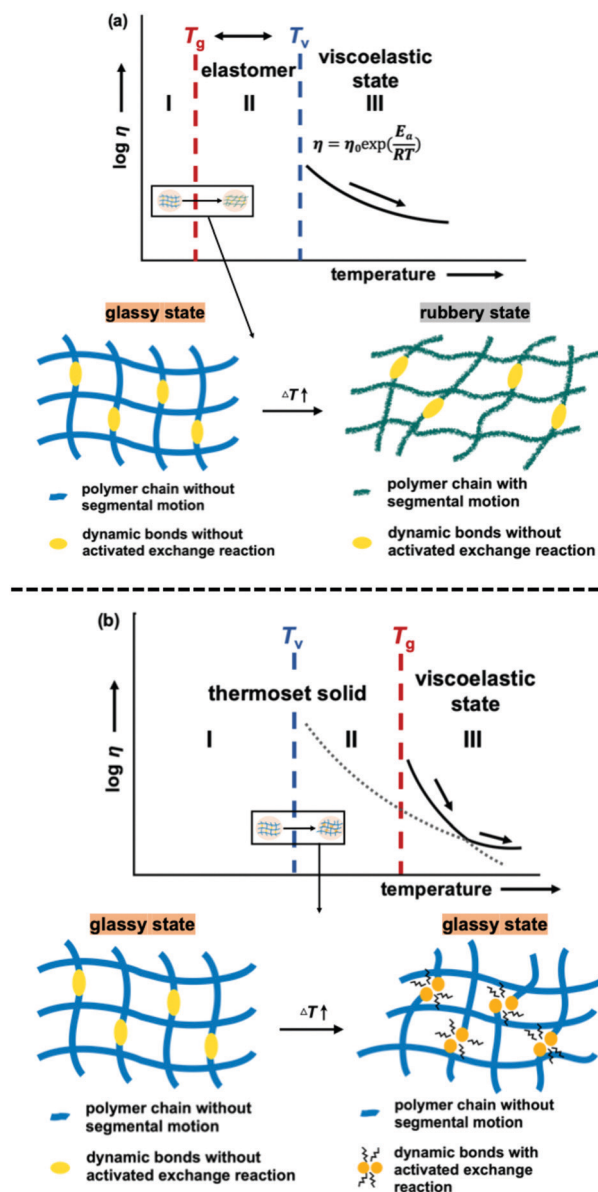 (a)
Tg
Tv
elastomer
viscoelastic
state
I
II
III
log η
η = η₀exp(Ea/RT)
temperature
glassy state
rubbery state
△T↑
polymer chain without
segmental motion
dynamic bonds without
activated exchange reaction
polymer chain with
segmental motion
dynamic bonds without
activated exchange reaction
(b)
Tv
Tg
thermoset solid
viscoelastic
state
I
II
III
log η
temperature
glassy state
glassy state
△T↑
polymer chain without
segmental motion
dynamic bonds without
activated exchange reaction
polymer chain without
segmental motion
dynamic bonds with
activated exchange
reaction